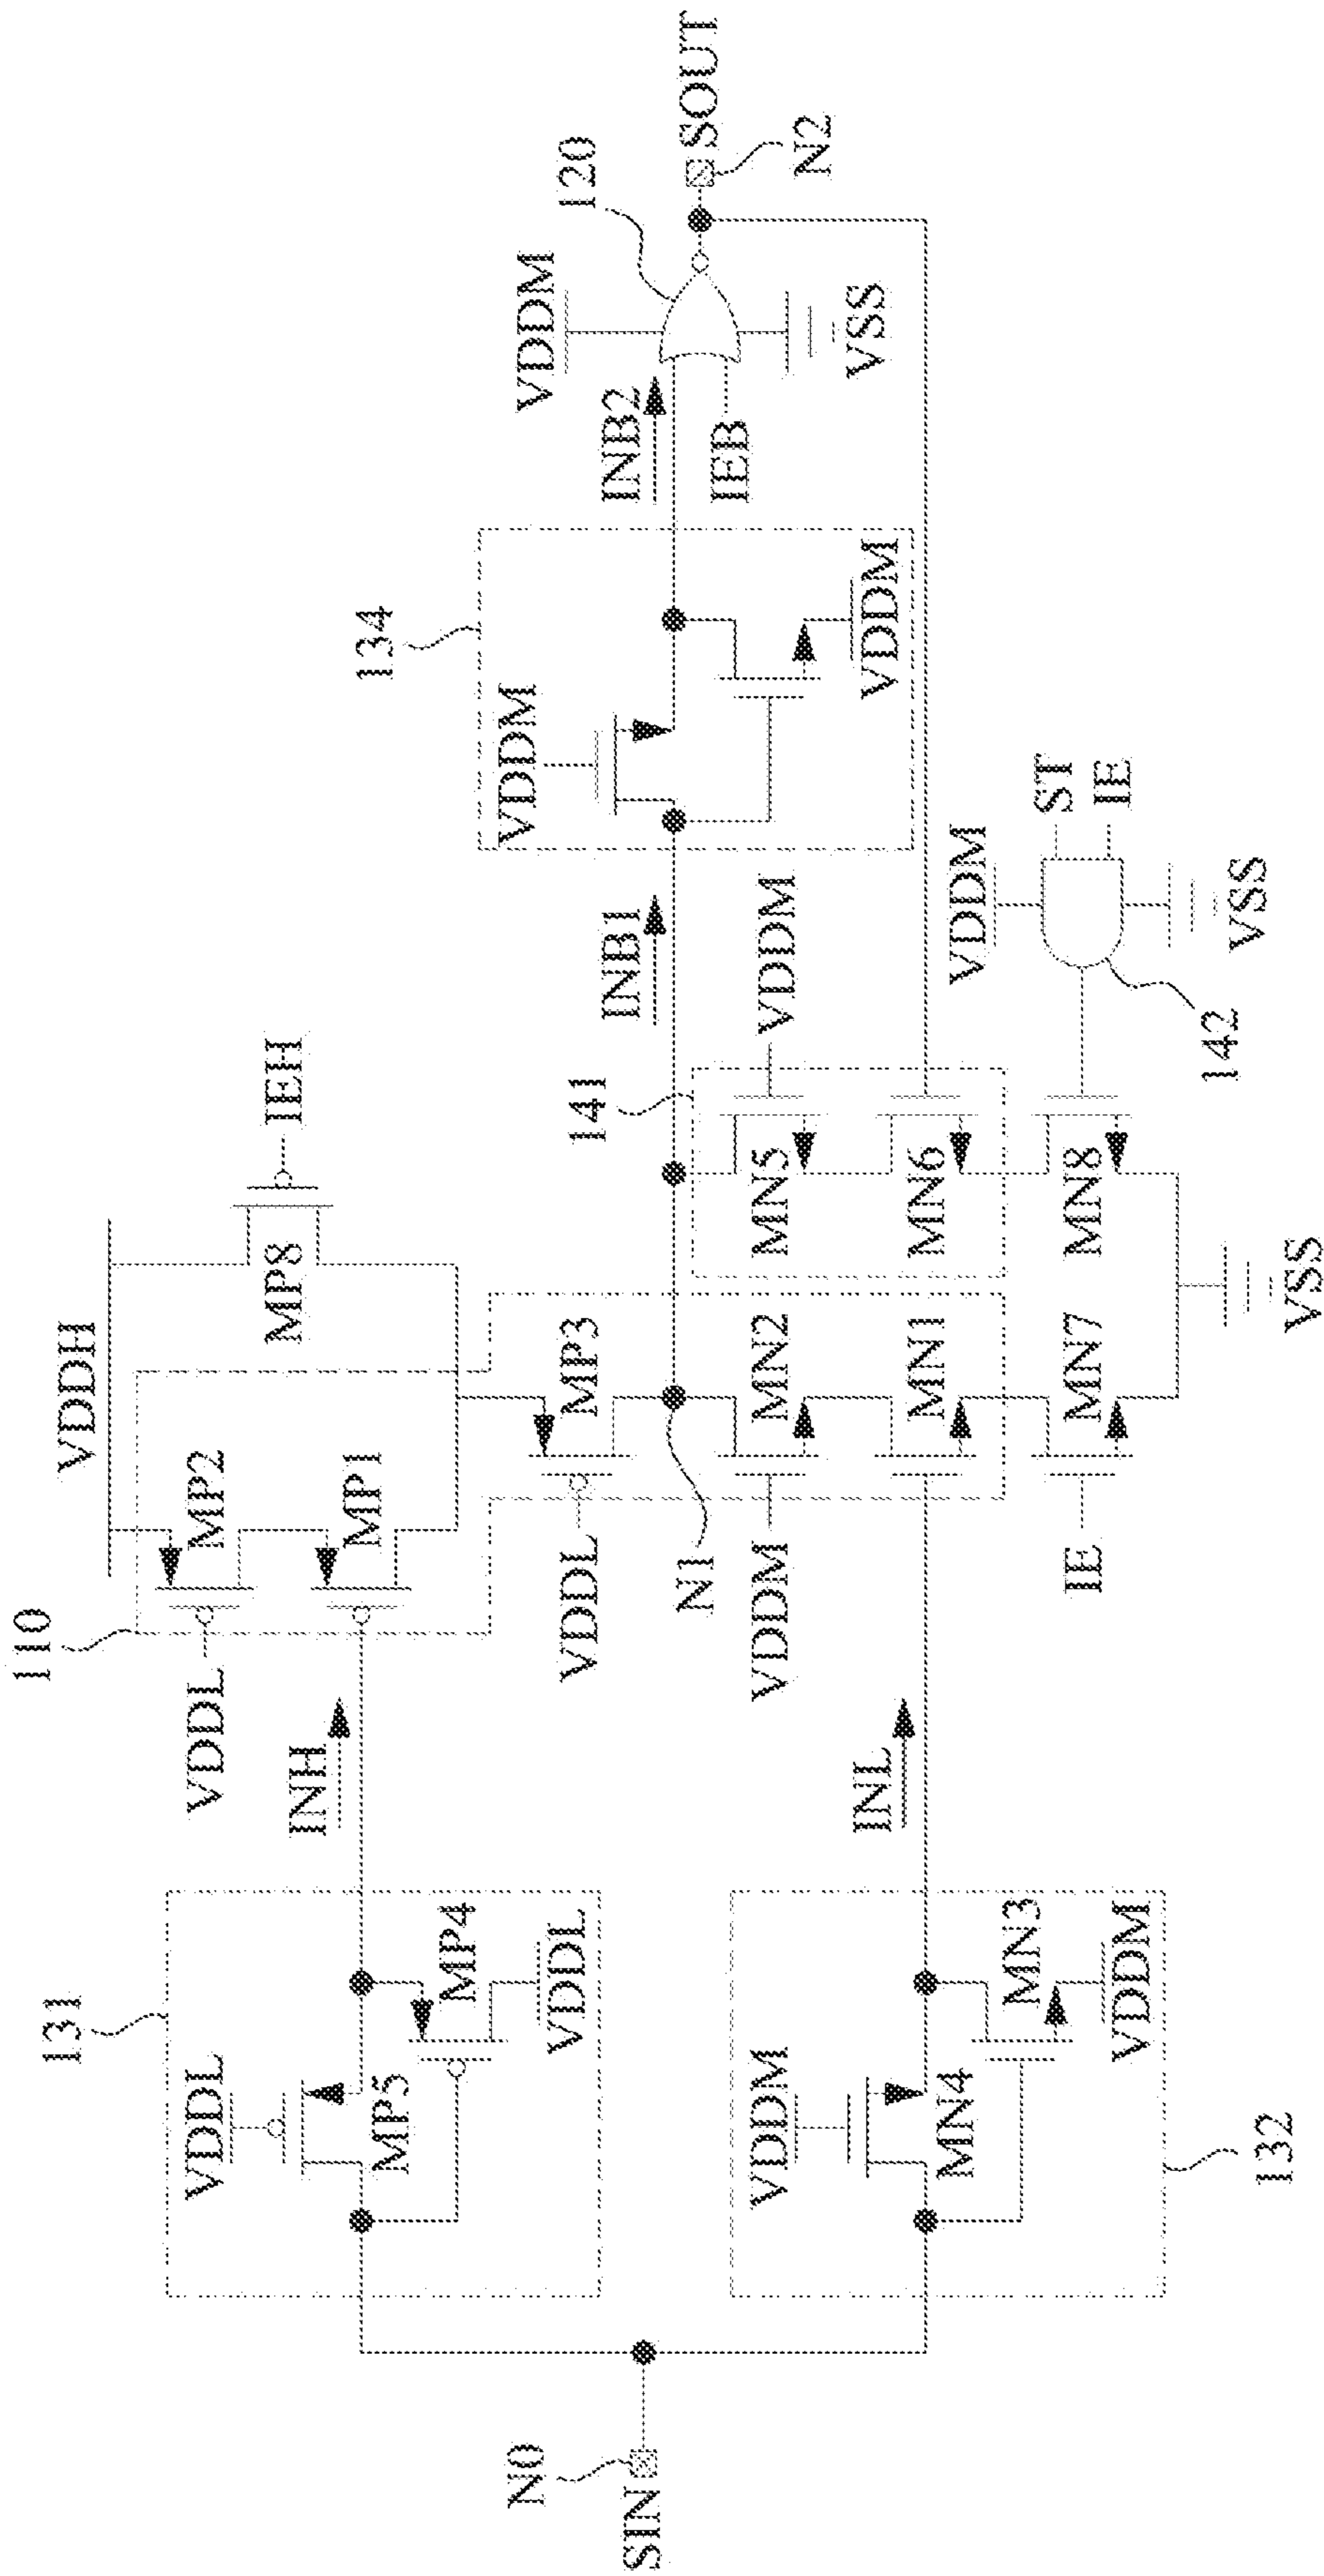 110
VDDL
VDDH
MP2
MP1
MP8
IEH
131
VDDL
MP5
MP4
VDDL
INH
VDDL
MP3
N1
VDDM
MN2
MN1
IE
MN7
VSS
141
VDDM
MN5
MN6
MN8
INB1
134
VDDM
VDDM
INB2
VDDM
120
IEB
VSS
SOUT
N2
VDDM
ST
IE
142
VSS
N0
SIN
VDDM
MN4
MN3
VDDM
132
INL